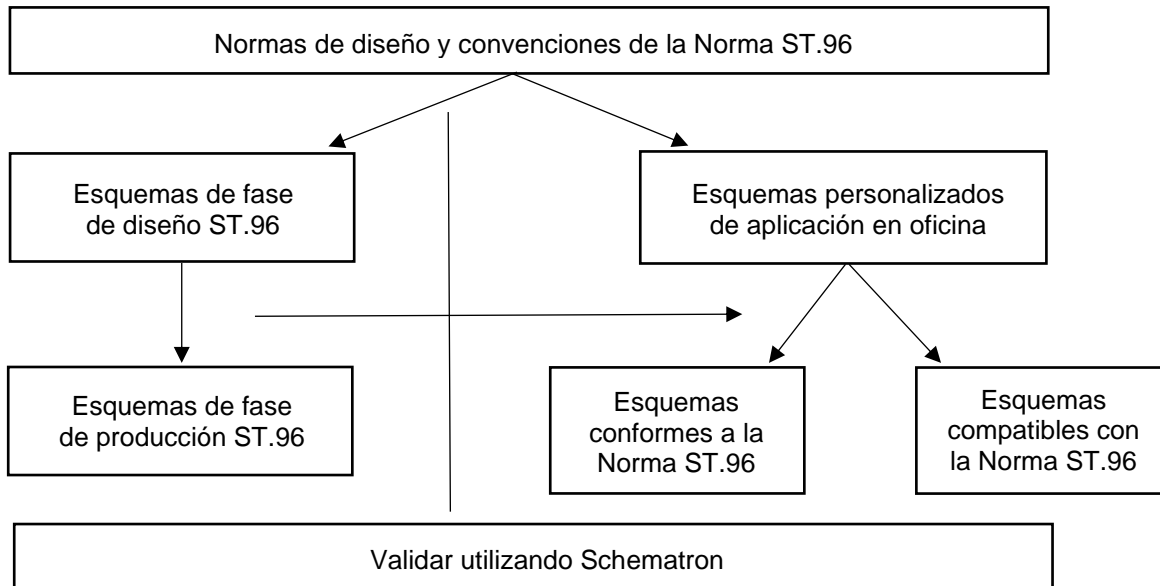 Normas de diseño y convenciones de la Norma ST.96
Esquemas de fase
de diseño ST.96
Esquemas personalizados
de aplicación en oficina
Esquemas de fase
de producción ST.96
Esquemas
conformes a la
Norma ST.96
Esquemas
compatibles con
la Norma ST.96
Validar utilizando Schematron